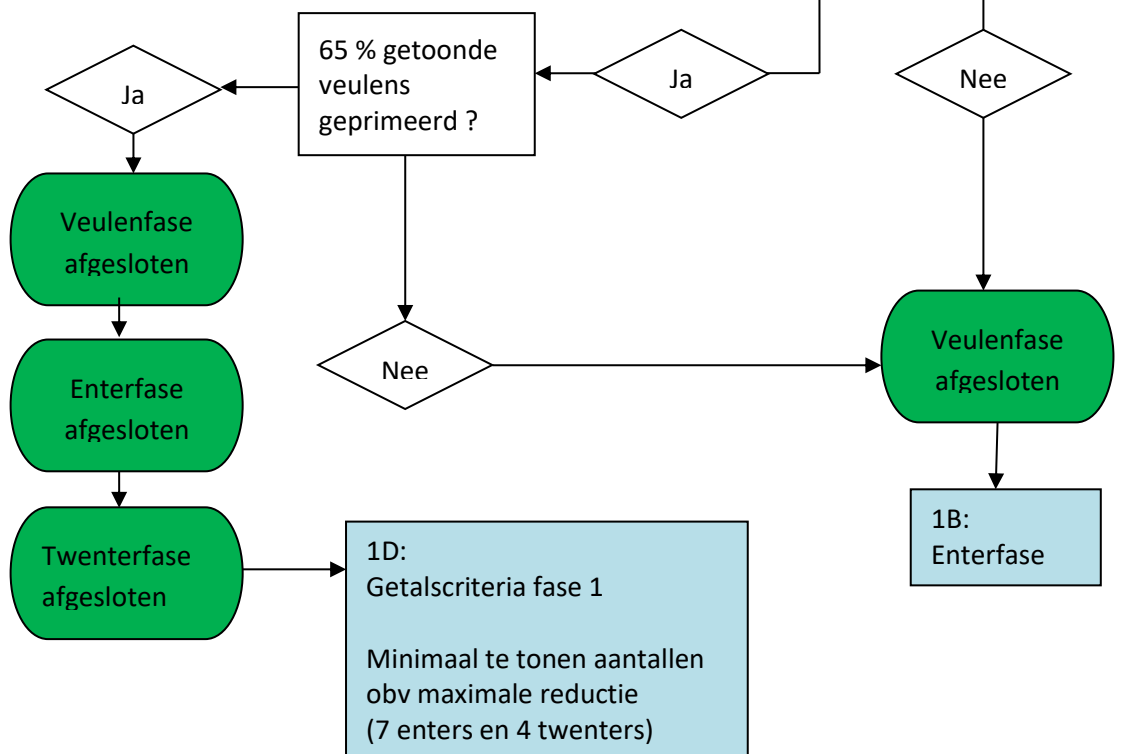 65 % getoonde
veulens
geprimeerd ?
Ja
Ja
Nee
Veulenfase
afgesloten
Enterfase
afgesloten
Twenterfase
afgesloten
Nee
Veulenfase
afgesloten
1B:
Enterfase
1D:
Getalscriteria fase 1
Minimaal te tonen aantallen
obv maximale reductie
(7 enters en 4 twenters)